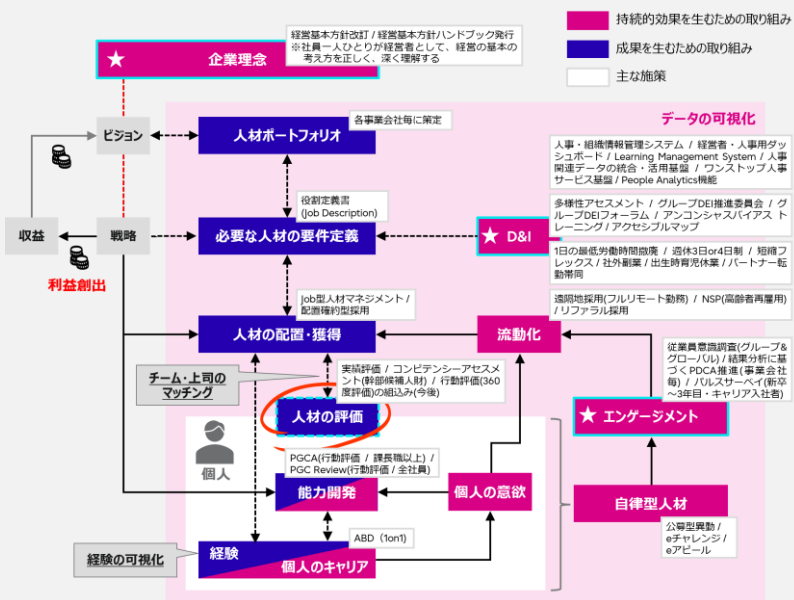 持続的効果を生むための取り組み
成果を生むための取り組み
主な施策
経営基本方針改訂 / 経営基本方針ハンドブック発行
※社員一人ひとりが経営者として、経営の基本の
考え方を正しく、深く理解する
★ 企業理念
データの可視化
ビジョン
人材ポートフォリオ
各事業会社毎に策定
人事・組織情報管理システム / 経営者・人事用ダッ
シュボード / Learning Management System / 人事
関連データの統合・活用基盤 / ワンストップ人事
サービス基盤 / People Analytics機能
役割定義書
(Job Description)
多様性アセスメント / グループDEI推進委員会 / グ
ループDEIフォーラム / アンコンシャスバイアス ト
レーニング / アクセシブルマップ
収益
戦略
必要な人材の要件定義
★ D&I
1日の最低労働時間撤廃 / 週休3日or4日制 / 短縮フ
レックス / 社外副業 / 出生時育児休業 / パートナー転
勤帯同
利益創出
Job型人材マネジメント /
配置確約型採用
遠隔地採用(フルリモート勤務) / NSP(高齢者再雇用)
/ リファラル採用
人材の配置・獲得
流動化
従業員意識調査(グループ&
グローバル) / 結果分析に基
づくPDCA推進(事業会社
毎) / パルスサーベイ(新卒
～3年目・キャリア入社者)
チーム・上司の
マッチング
実績評価 / コンピテンシーアセスメ
ント(幹部候補人財) / 行動評価(360
度評価)の組込み(今後)
人材の評価
★ エンゲージメント
個人
PGCA(行動評価 / 課長職以上) /
PGC Review(行動評価 / 全社員)
能力開発
個人の意欲
自律型人材
公募型異動 /
eチャレンジ /
eアピール
ABD（1on1)
経験の可視化
経験
個人のキャリア